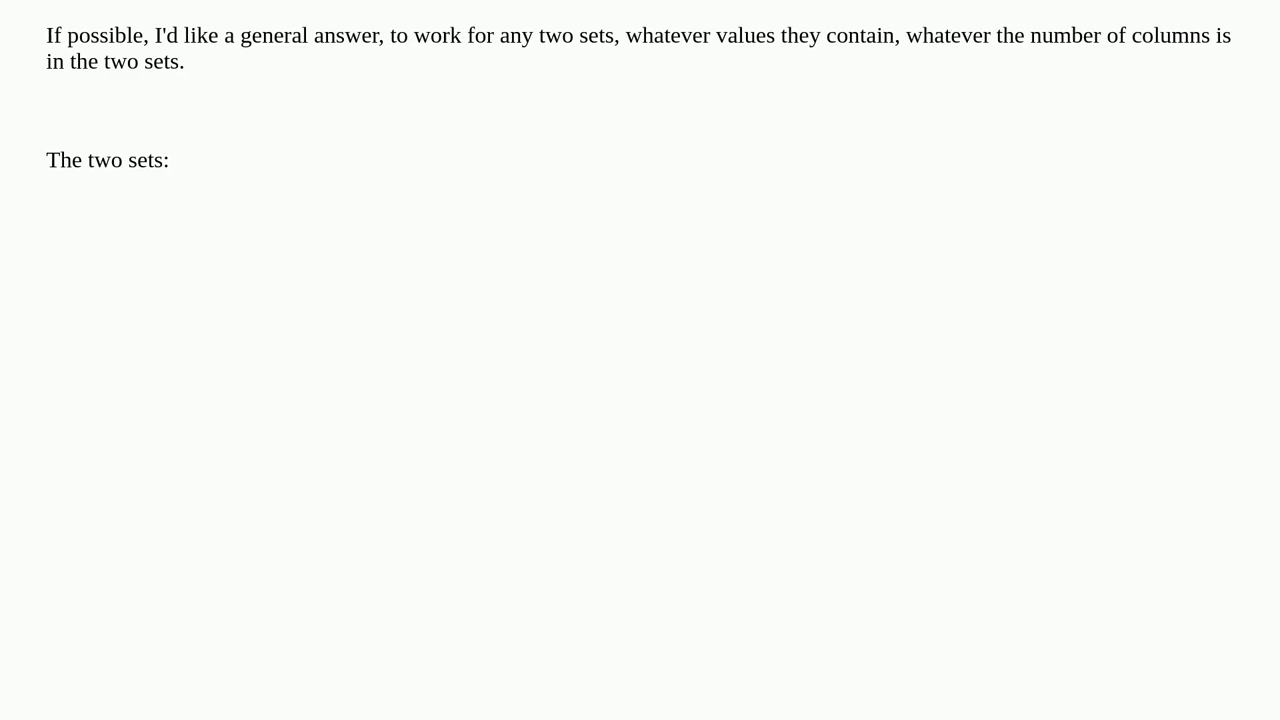 If possible, I'd like a general answer, to work for any two sets, whatever values they contain, whatever the number of columns is
in the two sets.
The two sets: